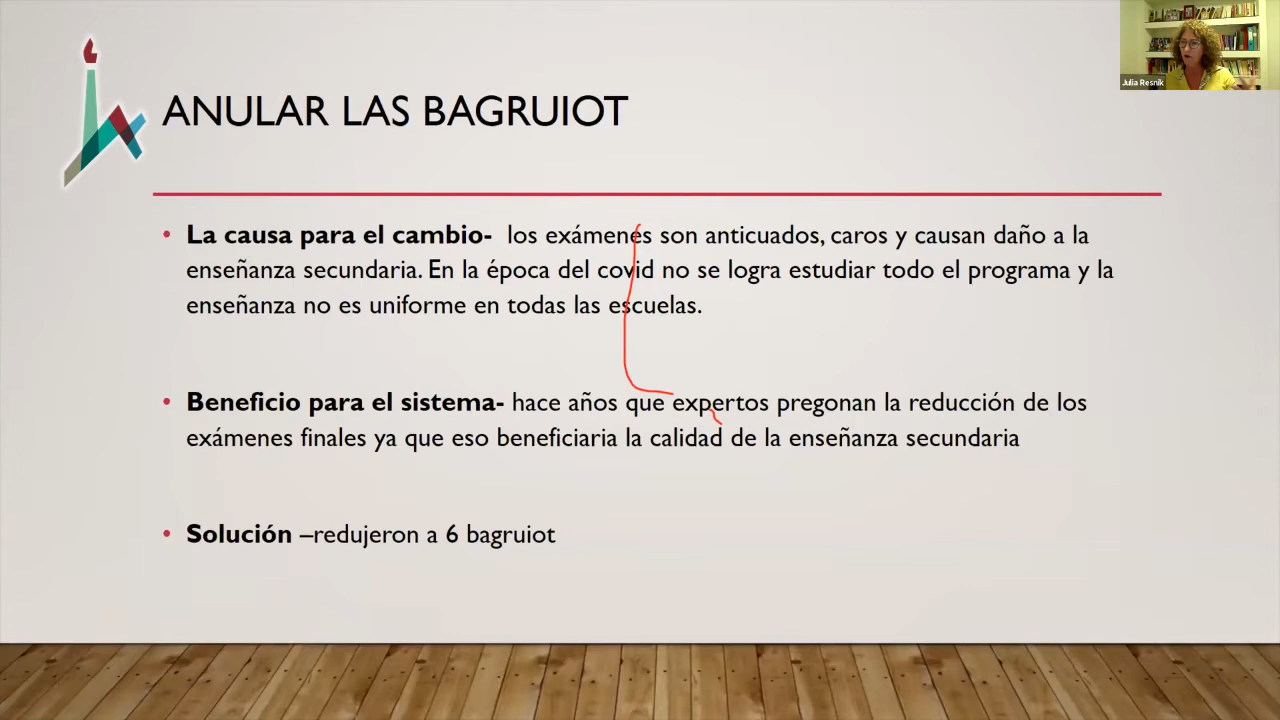 Julia Resnik
ANULAR LAS BAGRUIOT
• La causa para el cambio- los exámenes son anticuados, caros y causan daño a la
enseñanza secundaria. En la época del covid no se logra estudiar todo el programa y la
enseñanza no es uniforme en todas las escuelas.
• Beneficio para el sistema- hace años que expertos pregonan la reducción de los
exámenes finales ya que eso beneficiaria la calidad de la enseñanza secundaria
• Solución –redujeron a 6 bagruiot